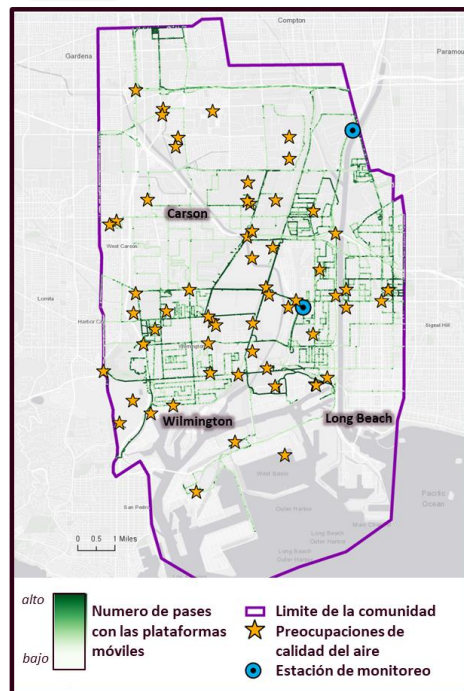 Compton
Gardena
Paramou
Carson
West Carson
Lomita
Harbor City
Signal Hill
Wilmington
Long Beach
West Basin
San Pedro
Outer Harbor
Pacific
Ocean
Long Beach
Outer Harbor
0 0.5 1 Miles
alto
bajo
Numero de pases
con las plataformas
móviles
Limite de la comunidad
Preocupaciones de
calidad del aire
Estación de monitoreo